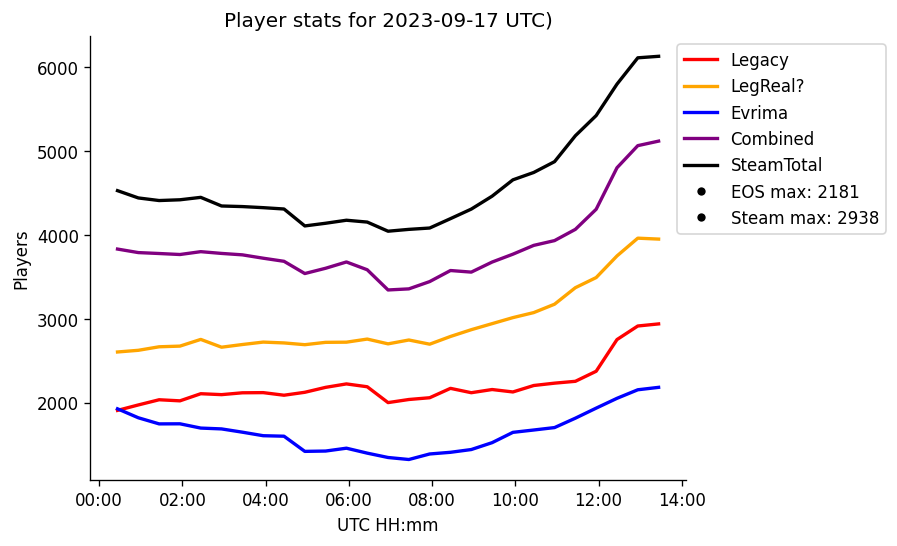 Player stats for 2023-09-17 UTC)
Legacy
LegReal?
Evrima
Combined
SteamTotal
EOS max: 2181
Steam max: 2938
Players
6000
5000
4000
3000
2000
00:00 02:00 04:00 06:00 08:00 10:00 12:00 14:00
UTC HH:mm